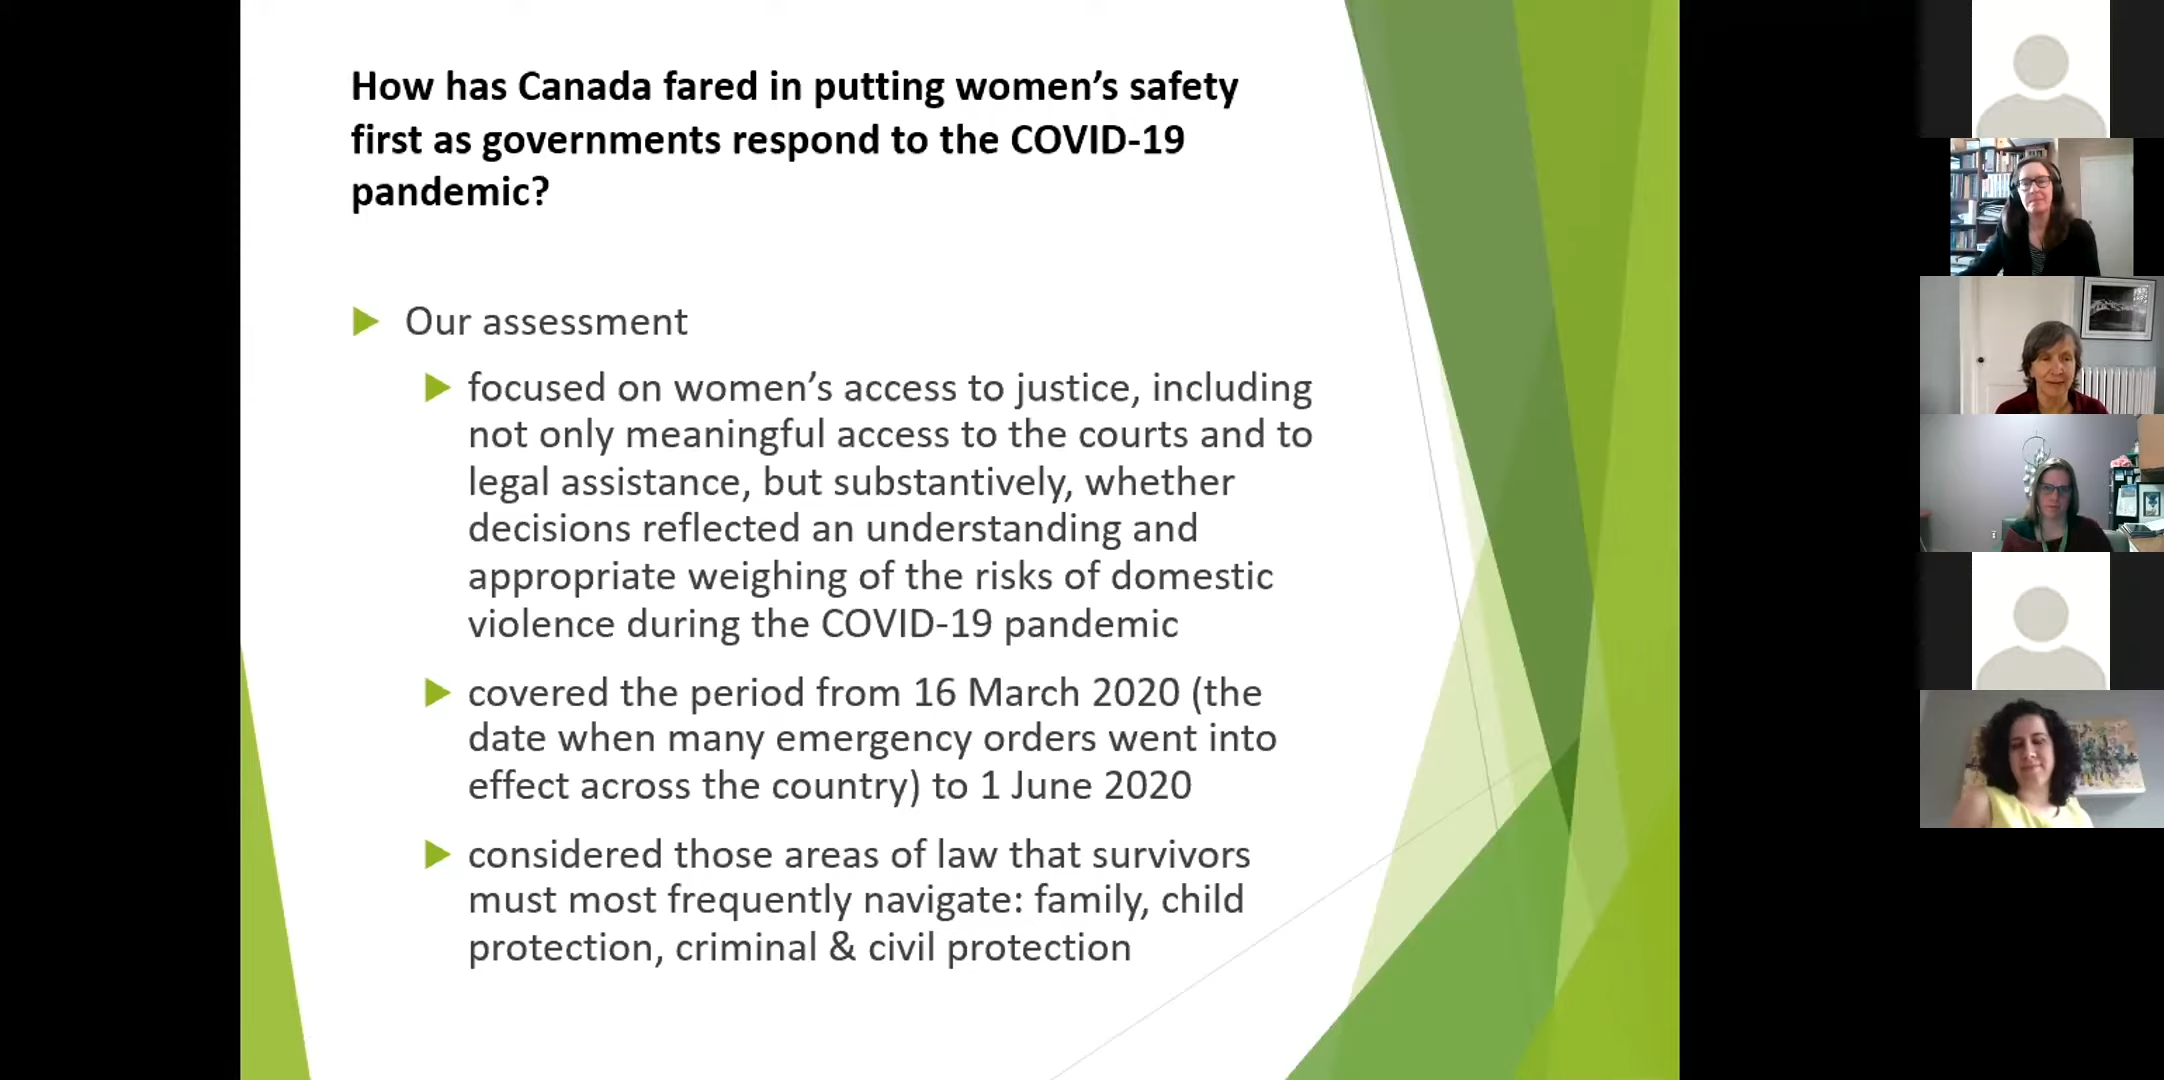 How has Canada fared in putting women’s safety
first as governments respond to the COVID-19
pandemic?
Our assessment
focused on women’s access to justice, including
not only meaningful access to the courts and to
legal assistance, but substantively, whether
decisions reflected an understanding and
appropriate weighing of the risks of domestic
violence during the COVID-19 pandemic
covered the period from 16 March 2020 (the
date when many emergency orders went into
effect across the country) to 1 June 2020
considered those areas of law that survivors
must most frequently navigate: family, child
protection, criminal & civil protection